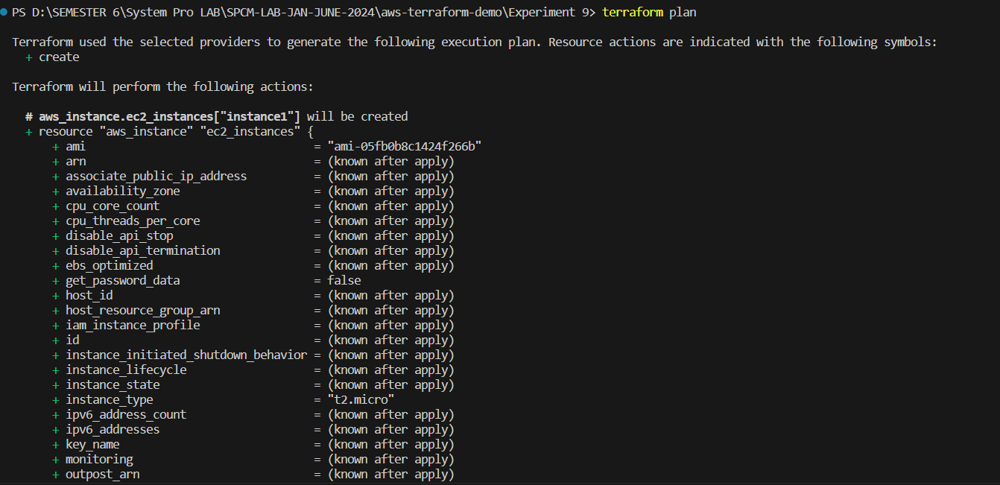 PS D:\SEMESTER 6\System Pro LAB\SPCM-LAB-JAN-JUNE-2024\aws-terraform-demo\Experiment 9> terraform plan
Terraform used the selected providers to generate the following execution plan. Resource actions are indicated with the following symbols:
  + create
Terraform will perform the following actions:
  # aws_instance.ec2_instances["instance1"] will be created
  + resource "aws_instance" "ec2_instances" {
      + ami                                  = "ami-05fb0b8c1424f266b"
      + arn                                  = (known after apply)
      + associate_public_ip_address          = (known after apply)
      + availability_zone                    = (known after apply)
      + cpu_core_count                       = (known after apply)
      + cpu_threads_per_core                 = (known after apply)
      + disable_api_stop                     = (known after apply)
      + disable_api_termination              = (known after apply)
      + ebs_optimized                        = (known after apply)
      + get_password_data                    = false
      + host_id                              = (known after apply)
      + host_resource_group_arn              = (known after apply)
      + iam_instance_profile                 = (known after apply)
      + id                                   = (known after apply)
      + instance_initiated_shutdown_behavior = (known after apply)
      + instance_lifecycle                   = (known after apply)
      + instance_state                       = (known after apply)
      + instance_type                        = "t2.micro"
      + ipv6_address_count                   = (known after apply)
      + ipv6_addresses                       = (known after apply)
      + key_name                             = (known after apply)
      + monitoring                           = (known after apply)
      + outpost_arn                          = (known after apply)